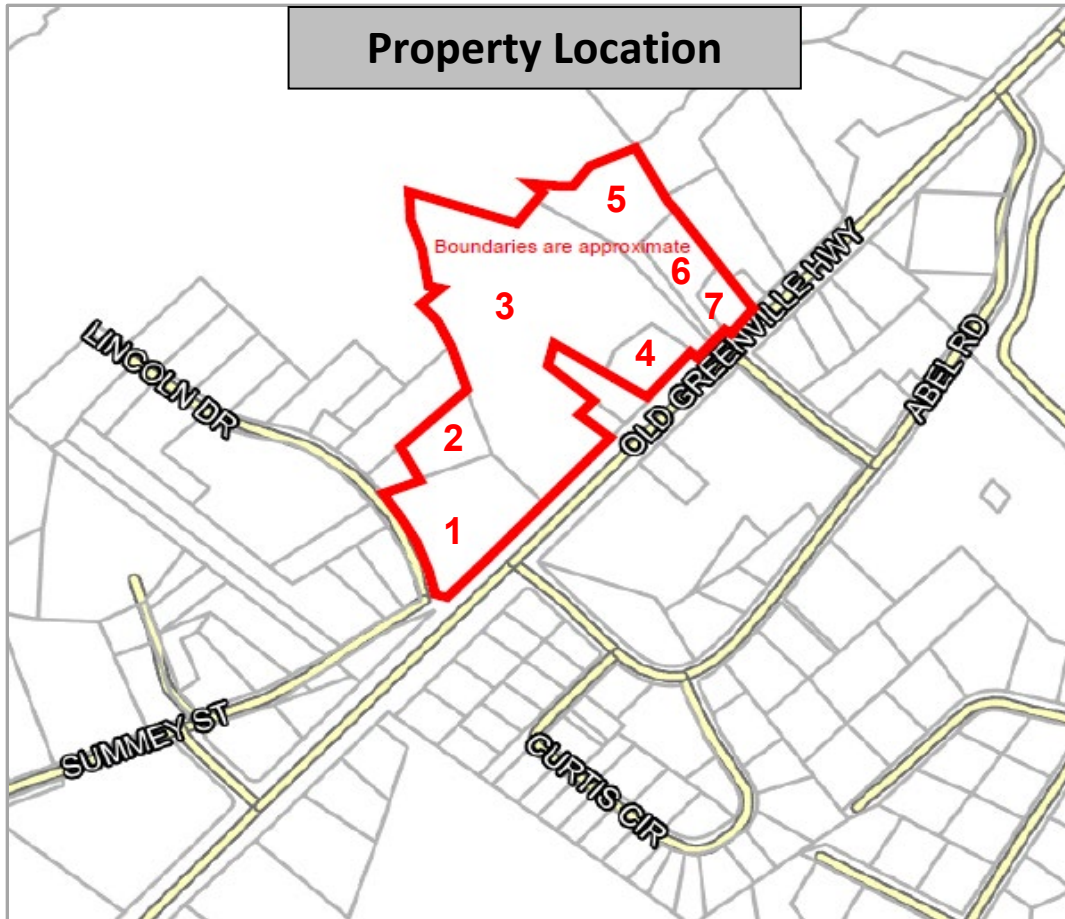 Property Location
5
Boundaries are approximate
6
3
7
4
LINCOLN DR
OLD GREENVILLE HWY
ABEL RD
2
1
SUMMEY ST
CURTIS CIR